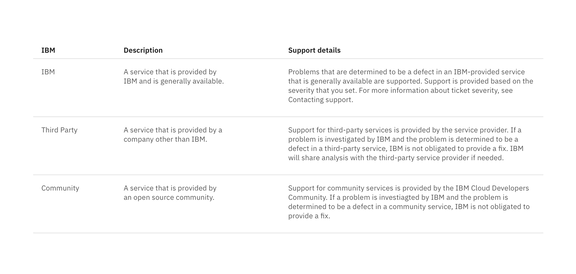 IBM Description Support details
IBM A service that is provided by Problems that are determined to be a defect in an IBM-provided service
IBM and is generally available. that is generally available are supported. Support is provided based on the
severity that you set. For more information about ticket severity, see
Contacting support.
Third Party A service that is provided by a Support for third-party services is provided by the service provider. If a
company other than IBM. problem is investigated by IBM and the problem is determined to be a
defect in a third-party service, IBM is not obligated to provide a fix. IBM
will share analysis with the third-party service provider if needed.
Community A service that is provided by Support for community services is provided by the IBM Cloud Developers
an open source community. Community. If a problem is investiagted by IBM and the problem is
determined to be a defect in a community service, IBM is not obligated to
provide a fix.